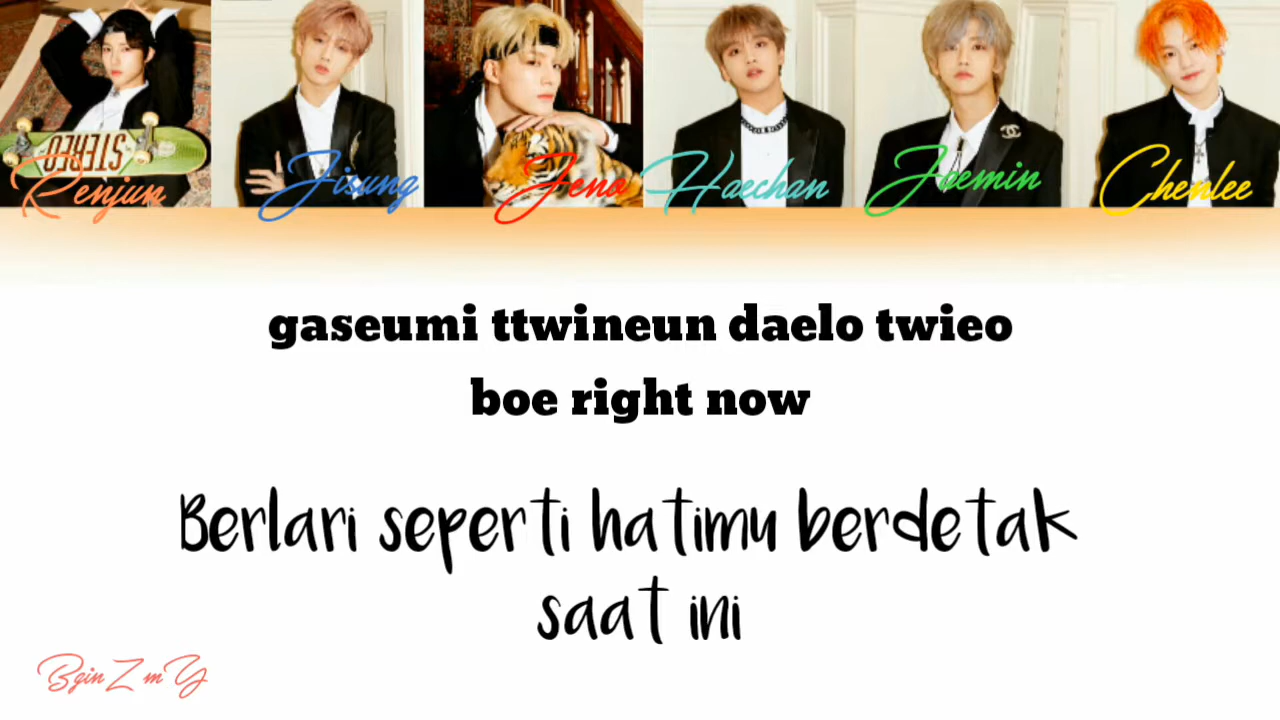 STEREO
Renjun
Jisung
Jeno
Haechan
Jaemin
Chenlee
gaseumi ttwineun daelo twieo
boe right now
Berlari seperti hatimu berdetak
saat ini
BginZmY